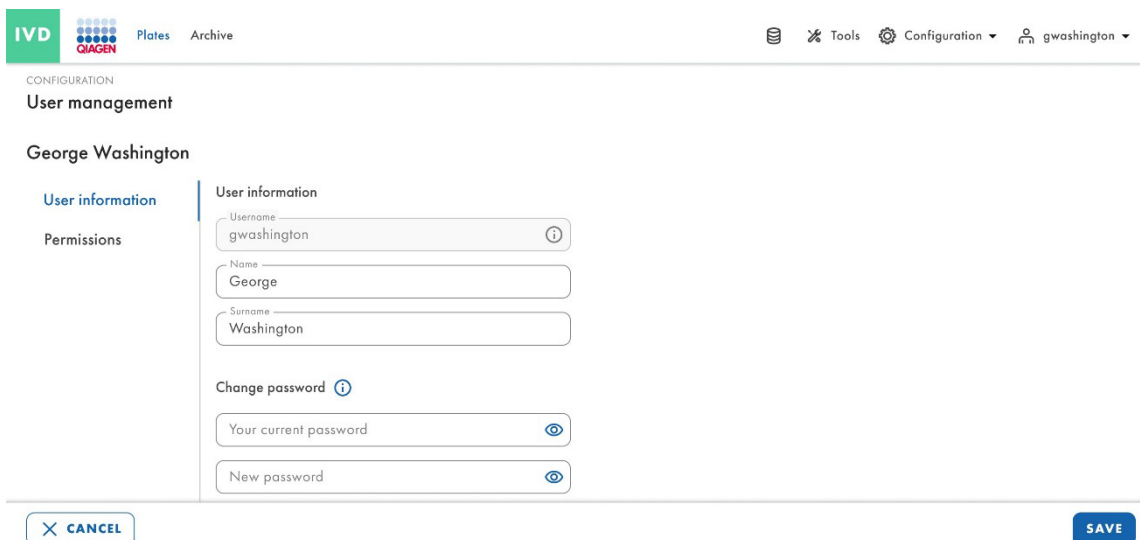 IVD QIAGEN Plates Archive Tools Configuration gwashington
CONFIGURATION
User management
George Washington
User information
Permissions
User information
Username
gwashington
Name
George
Surname
Washington
Change password
Your current password
New password
CANCEL SAVE